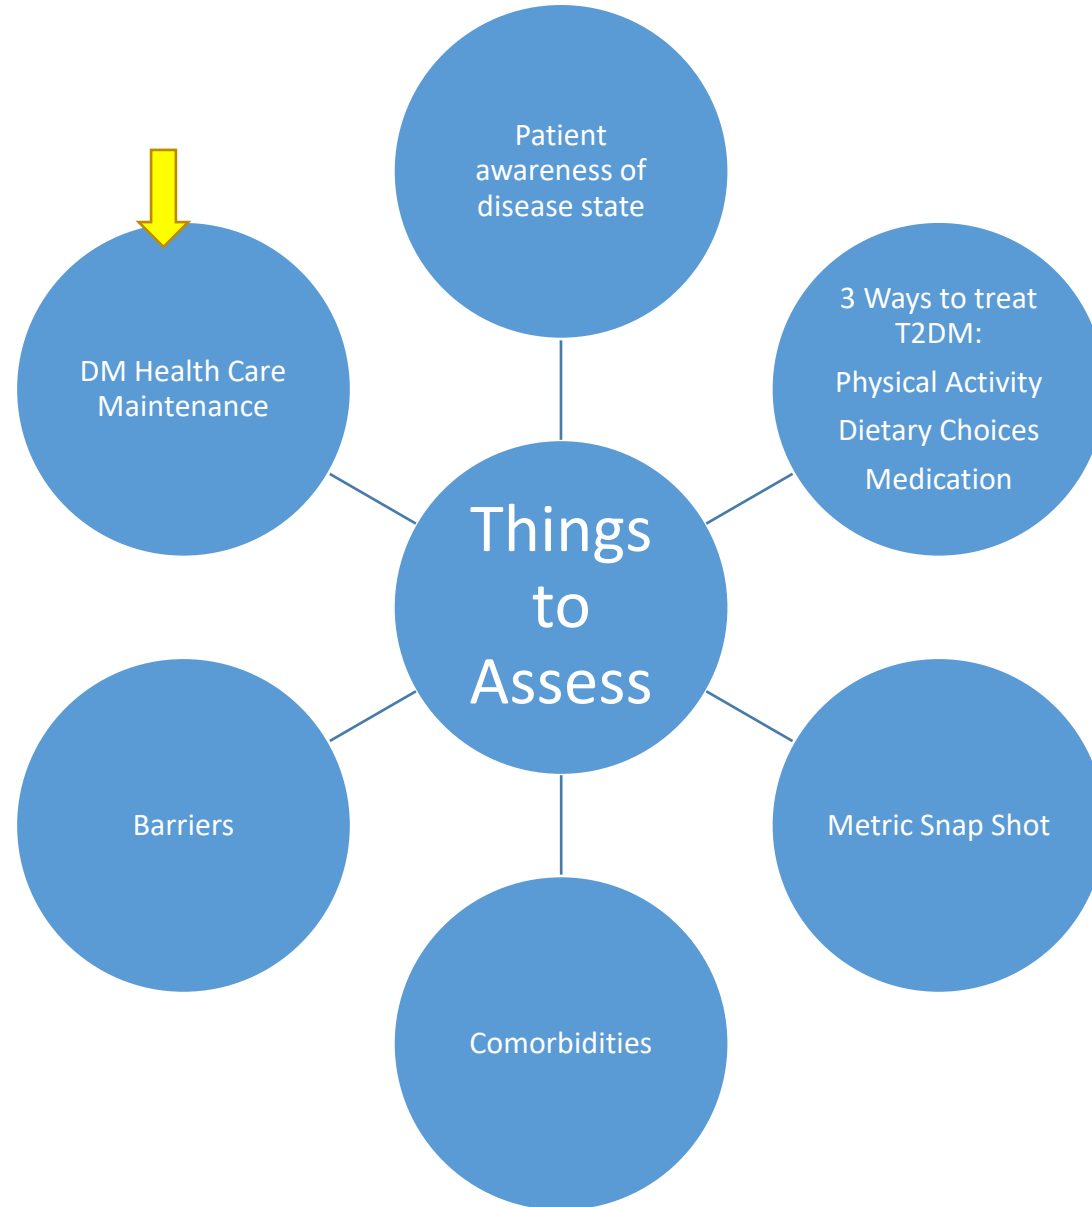 Patient
awareness of
disease state
3 Ways to treat
T2DM:
Physical Activity
Dietary Choices
Medication
Metric Snap Shot
Comorbidities
Barriers
DM Health Care
Maintenance
Things
to
Assess